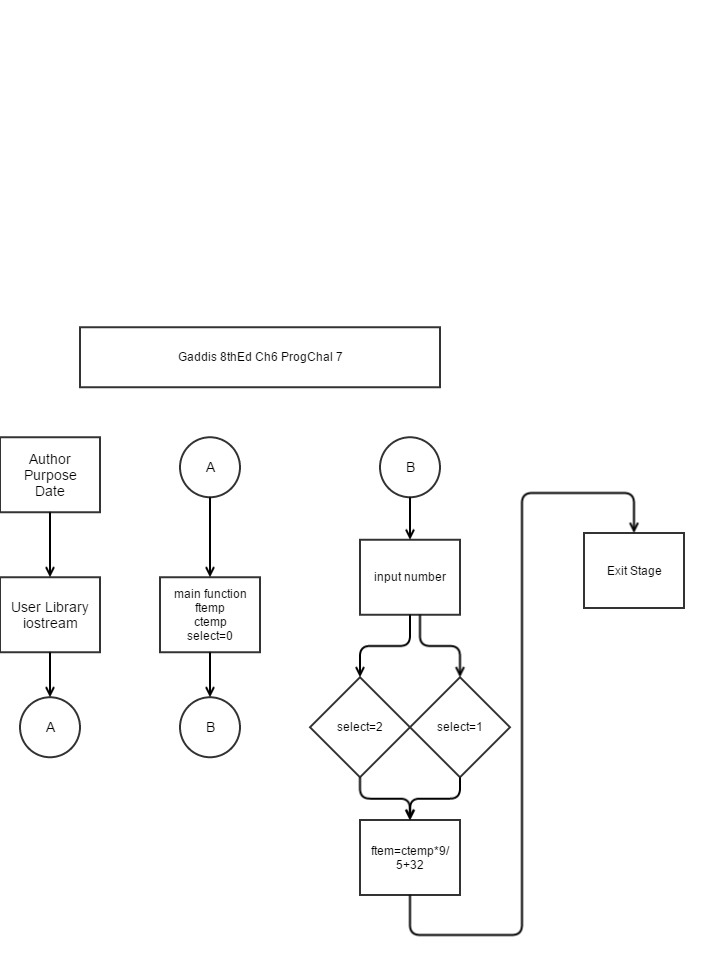 Gaddis 8thEd Ch6 ProgChal 7
Author
Purpose
Date
User Library
iostream
A
A
main function
ftemp
ctemp
select=0
B
B
input number
select=2
select=1
ftem=ctemp*9/
5+32
Exit Stage